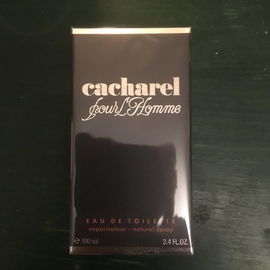 cacharel
pour L'Homme
EAU DE TOILETTE
vaporisateur - natural spray
℮ 100 ml 3.4 FL.OZ.